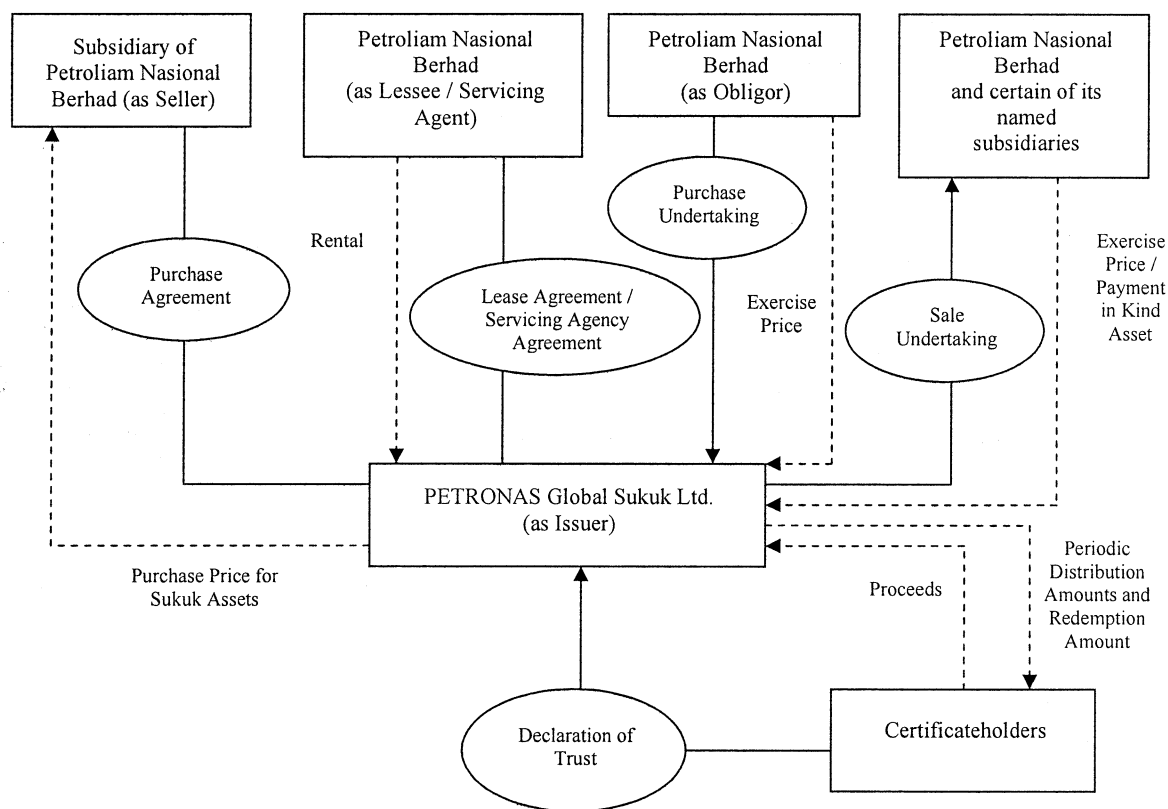 Subsidiary of
Petroliam Nasional
Berhad (as Seller)
Petroliam Nasional
Berhad
(as Lessee / Servicing
Agent)
Petroliam Nasional
Berhad
(as Obligor)
Petroliam Nasional
Berhad
and certain of its
named
subsidiaries
Purchase
Agreement
Rental
Lease Agreement /
Servicing Agency
Agreement
Purchase
Undertaking
Exercise
Price
Sale
Undertaking
Exercise
Price /
Payment
in Kind
Asset
PETRONAS Global Sukuk Ltd.
(as Issuer)
Purchase Price for
Sukuk Assets
Proceeds
Periodic
Distribution
Amounts and
Redemption
Amount
Declaration of
Trust
Certificateholders